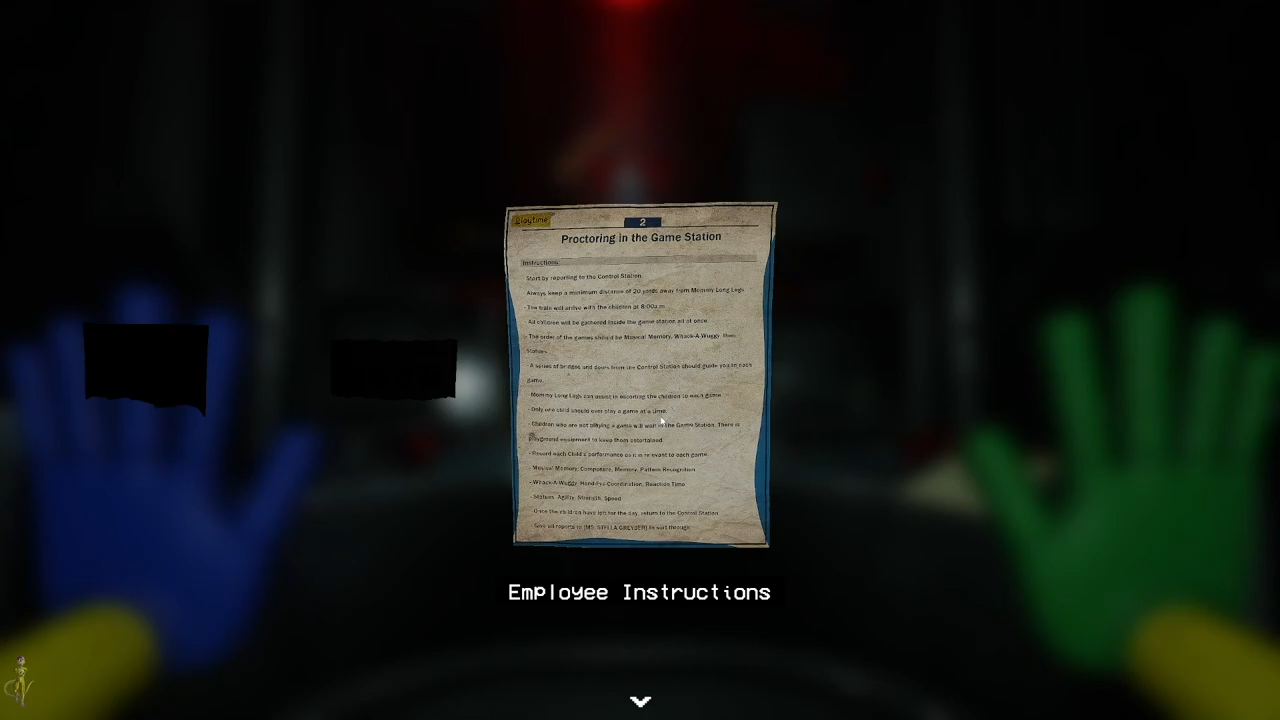 Playtime
2
Proctoring in the Game Station
Instructions:
Start by reporting to the Control Station.
Always keep a minimum distance of 20 yards away from Mommy Long Legs.
- The train will arrive with the children at 8:00a.m
All children will be gathered inside the game station all at once.
- The order of the games should be Musical Memory, Whack-A-Wuggy, then
Statues.
- A series of bridges and doors from the Control Station should guide you to each
game.
Mommy Long Legs can assist in escorting the children to each game.
- Only one child should ever play a game at a time.
- Children who are not playing a game will wait in the Game Station. There is
playground equipment to keep them entertained.
- Record each Child's performance as it is relevant to each game.
Musical Memory: Memory, Pattern Recognition
- Whack-A-Wuggy: Hand-Eye Coordination, Reaction Time
- Statues: Agility, Strength, Speed
Once the children have left for the day, return to the Control Station
Give all reports to [MS. STELLA GREYBER] to sort through.
Employee Instructions